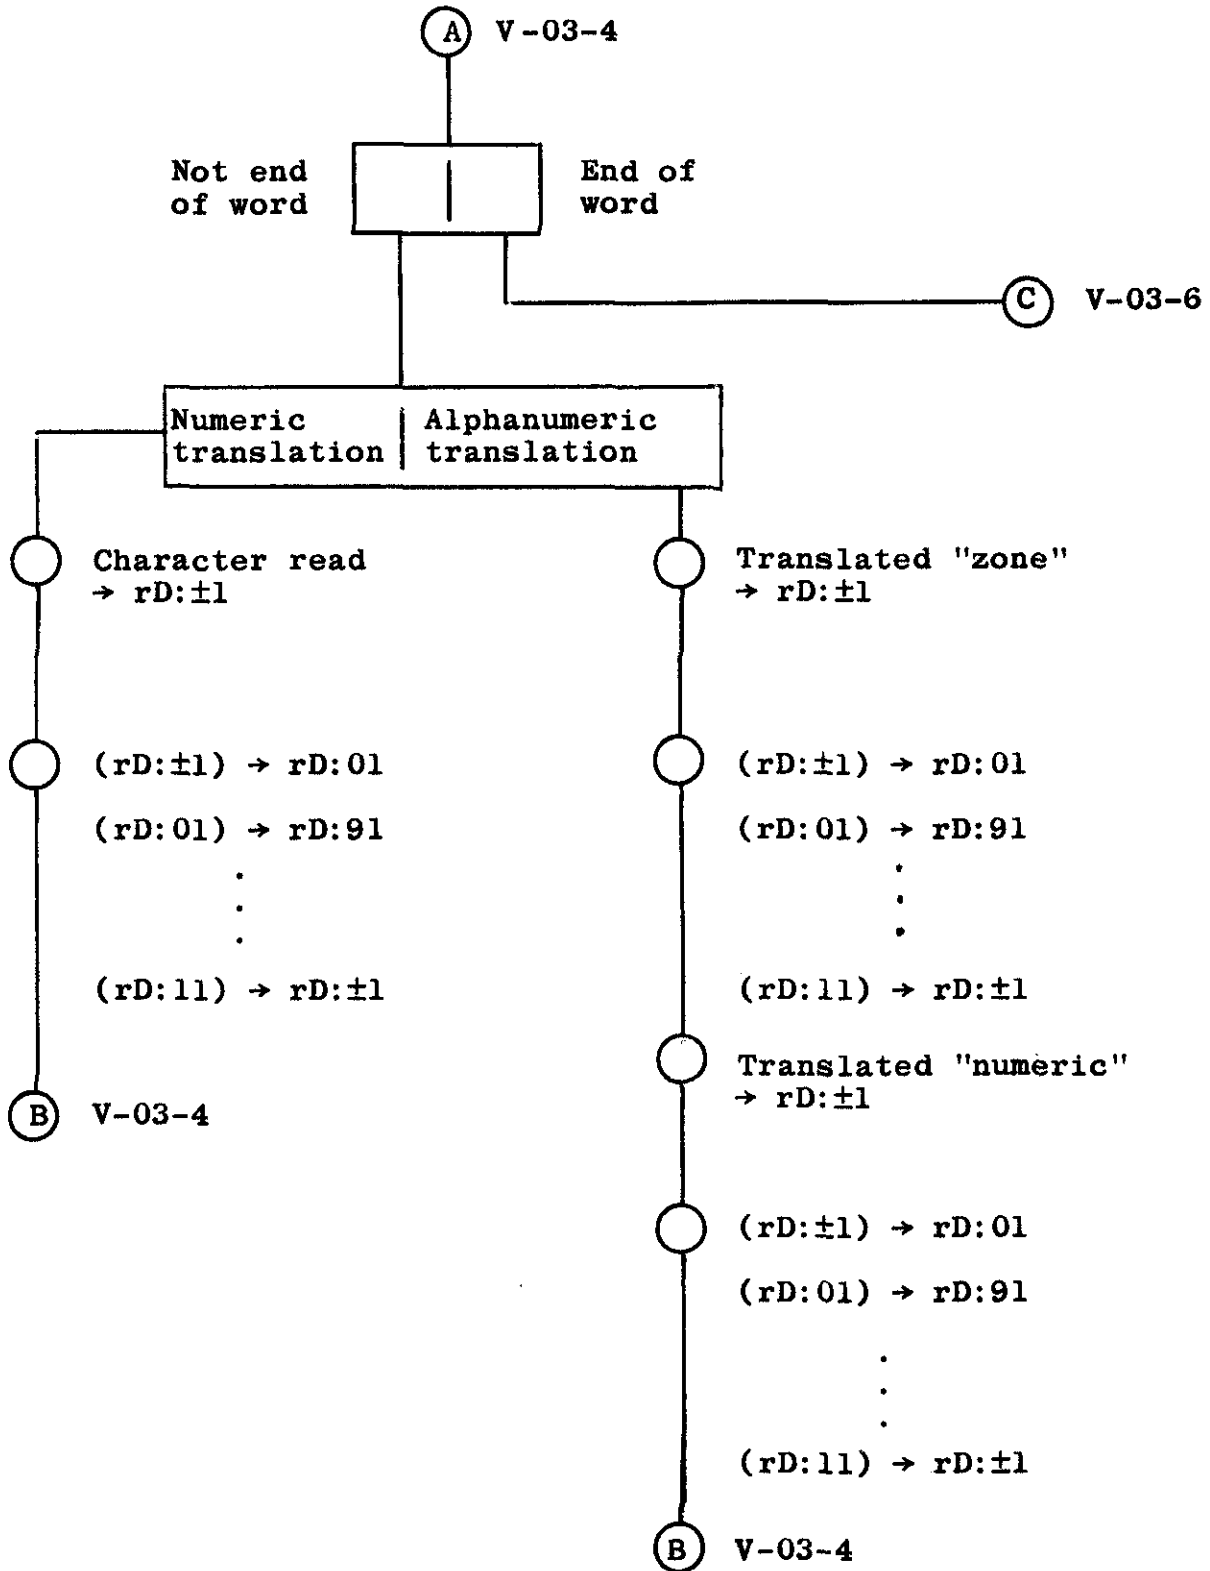 A V-03-4
Not end
of word
End of
word
C V-03-6
Numeric
translation
Alphanumeric
translation
Character read
→ rD:±1
(rD:±1) → rD:01
(rD:01) → rD:91
.
.
.
(rD:11) → rD:±1
B V-03-4
Translated "zone"
→ rD:±1
(rD:±1) → rD:01
(rD:01) → rD:91
.
.
.
(rD:11) → rD:±1
Translated "numeric"
→ rD:±1
(rD:±1) → rD:01
(rD:01) → rD:91
.
.
.
(rD:11) → rD:±1
B V-03-4